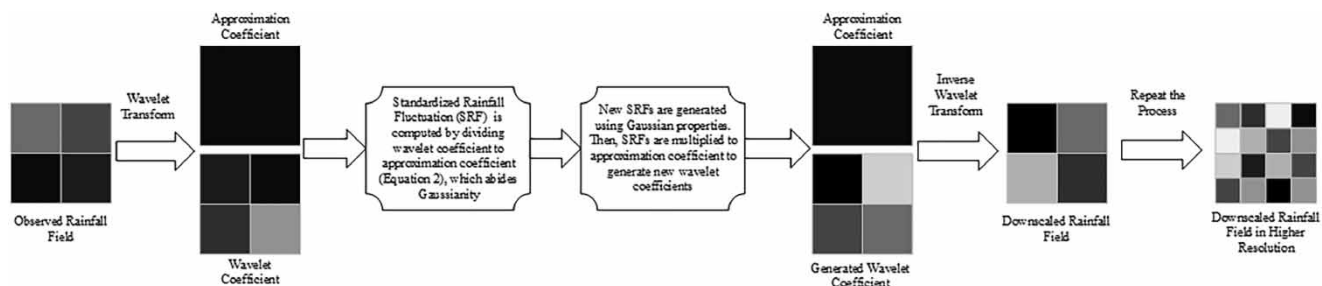 Observed Rainfall
Field
Wavelet
Transform
Approximation
Coefficient
Wavelet
Coefficient
Standardized Rainfall
Fluctuation (SRF) is
computed by dividing
wavelet coefficient to
approximation coefficient
(Equation 2), which abides
Gaussianity
New SRFs are generated
using Gaussian properties.
Then, SRFs are multiplied to
approximation coefficient to
generate new wavelet
coefficients
Approximation
Coefficient
Generated Wavelet
Coefficient
Inverse
Wavelet
Transform
Downscaled Rainfall
Field
Repeat the
Process
Downscaled Rainfall
Field in Higher
Resolution